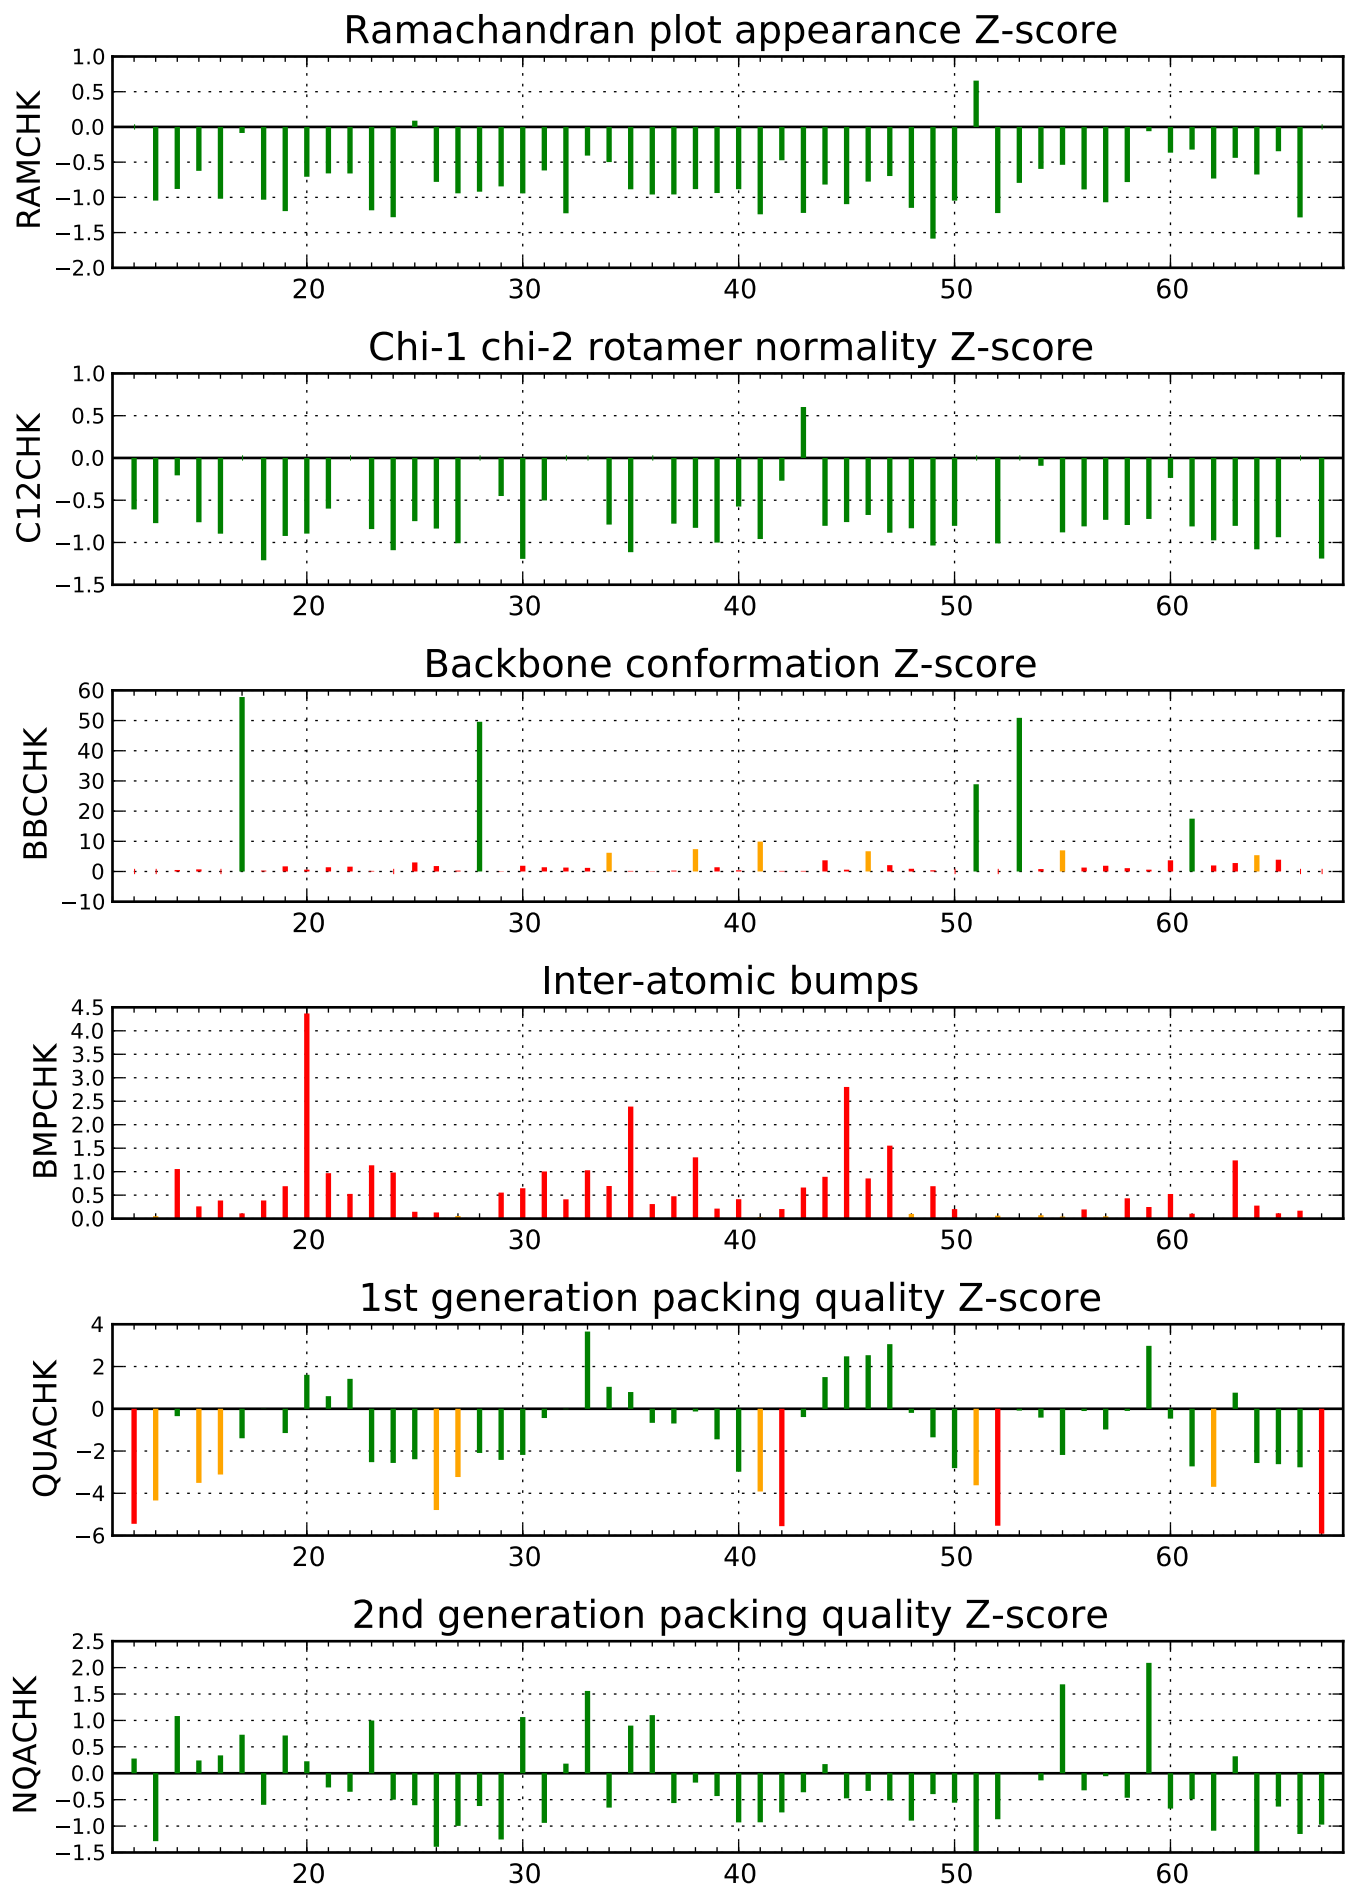 Ramachandran plot appearance Z-score
RAMCHK
1.0
0.5
0.0
−0.5
−1.0
−1.5
−2.0
20 30 40 50 60
Chi-1 chi-2 rotamer normality Z-score
C12CHK
1.0
0.5
0.0
−0.5
−1.0
−1.5
20 30 40 50 60
Backbone conformation Z-score
BBCCHK
60
50
40
30
20
10
0
−10
20 30 40 50 60
Inter-atomic bumps
BMPCHK
4.5
4.0
3.5
3.0
2.5
2.0
1.5
1.0
0.5
0.0
20 30 40 50 60
1st generation packing quality Z-score
QUACHK
4
2
0
−2
−4
−6
20 30 40 50 60
2nd generation packing quality Z-score
NQACHK
2.5
2.0
1.5
1.0
0.5
0.0
−0.5
−1.0
−1.5
20 30 40 50 60